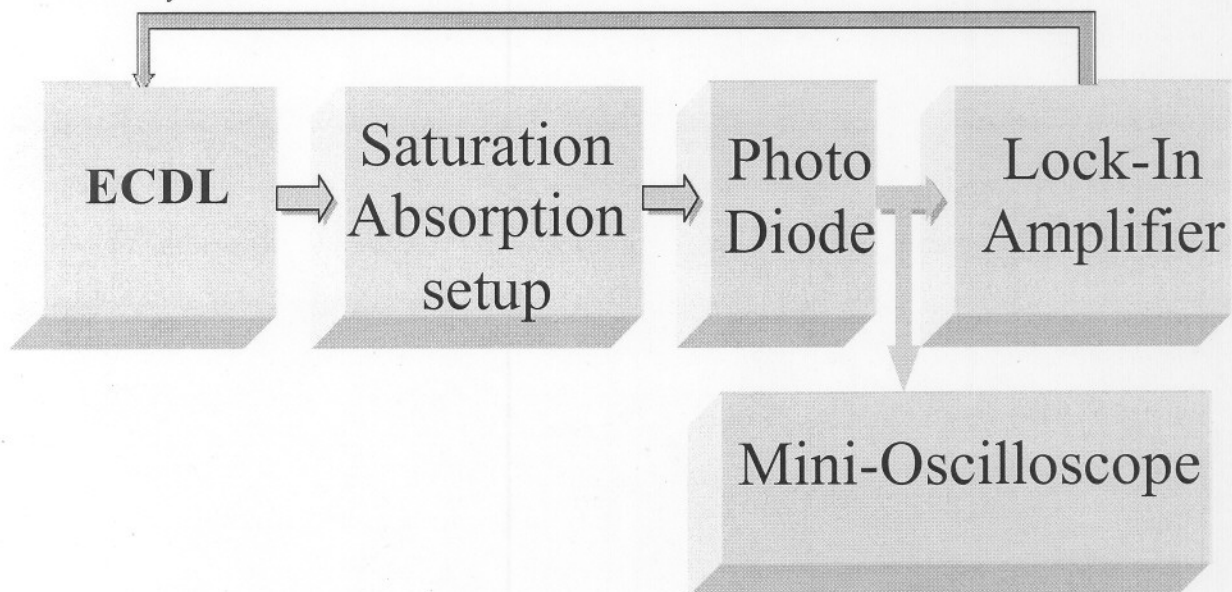 ECDL
Saturation
Absorption
setup
Photo
Diode
Lock-In
Amplifier
Mini-Oscilloscope